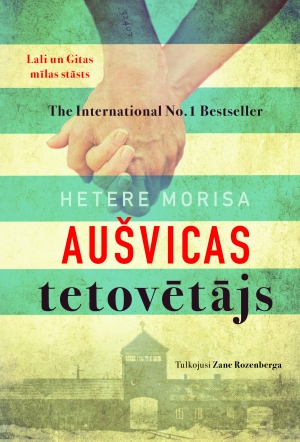 Lali un Gitas
mīlas stāsts
The International No. 1 Bestseller
HETERE MORISA
AUŠVICAS
tetovētājs
Tulkojusi Zane Rozenberga